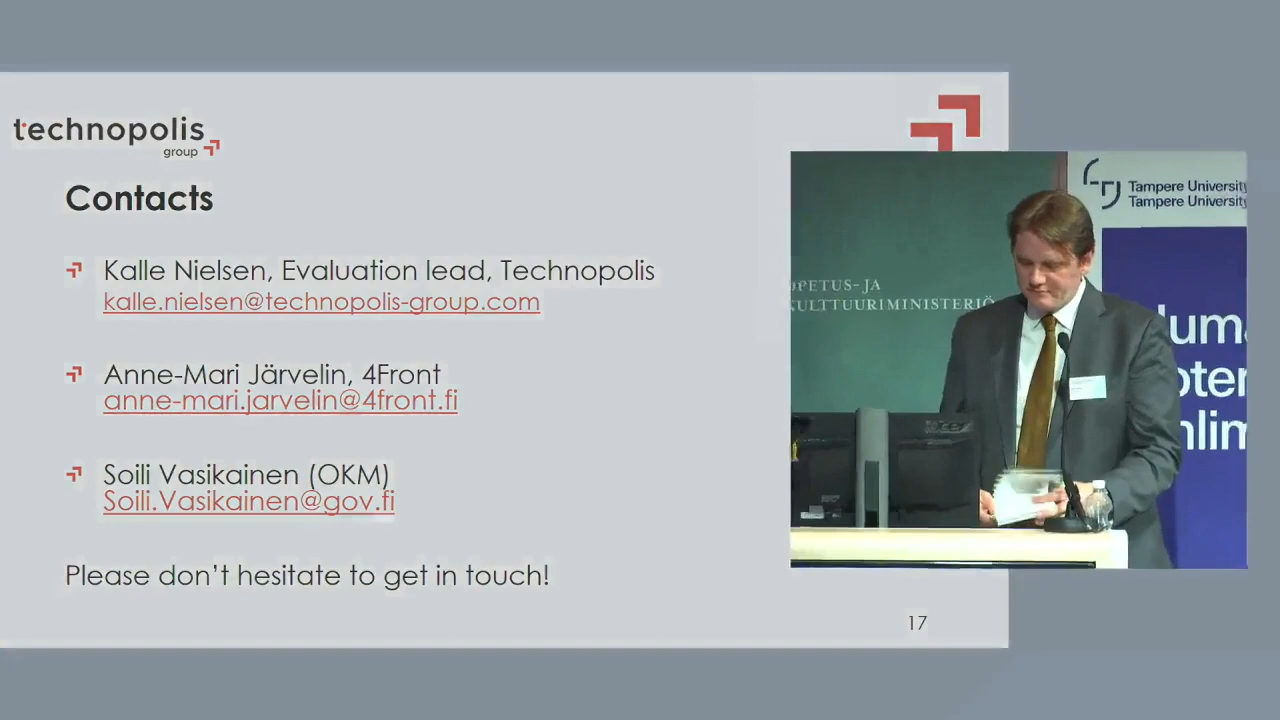 technopolis
group
Contacts
Kalle Nielsen, Evaluation lead, Technopolis
kalle.nielsen@technopolis-group.com
Anne-Mari Järvelin, 4Front
anne-mari.jarvelin@4front.fi
Soili Vasikainen (OKM)
Soili.Vasikainen@gov.fi
Please don't hesitate to get in touch!
17
OPETUS- JA
KULTTUURIMINISTERIÖ
Tampere University
Tampere University